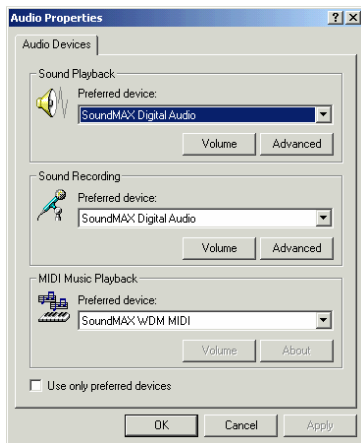 Audio Properties
Audio Devices
Sound Playback
Preferred device:
SoundMAX Digital Audio
Volume Advanced
Sound Recording
Preferred device:
SoundMAX Digital Audio
Volume Advanced
MIDI Music Playback
Preferred device:
SoundMAX WDM MIDI
Volume About
Use only preferred devices
OK Cancel Apply